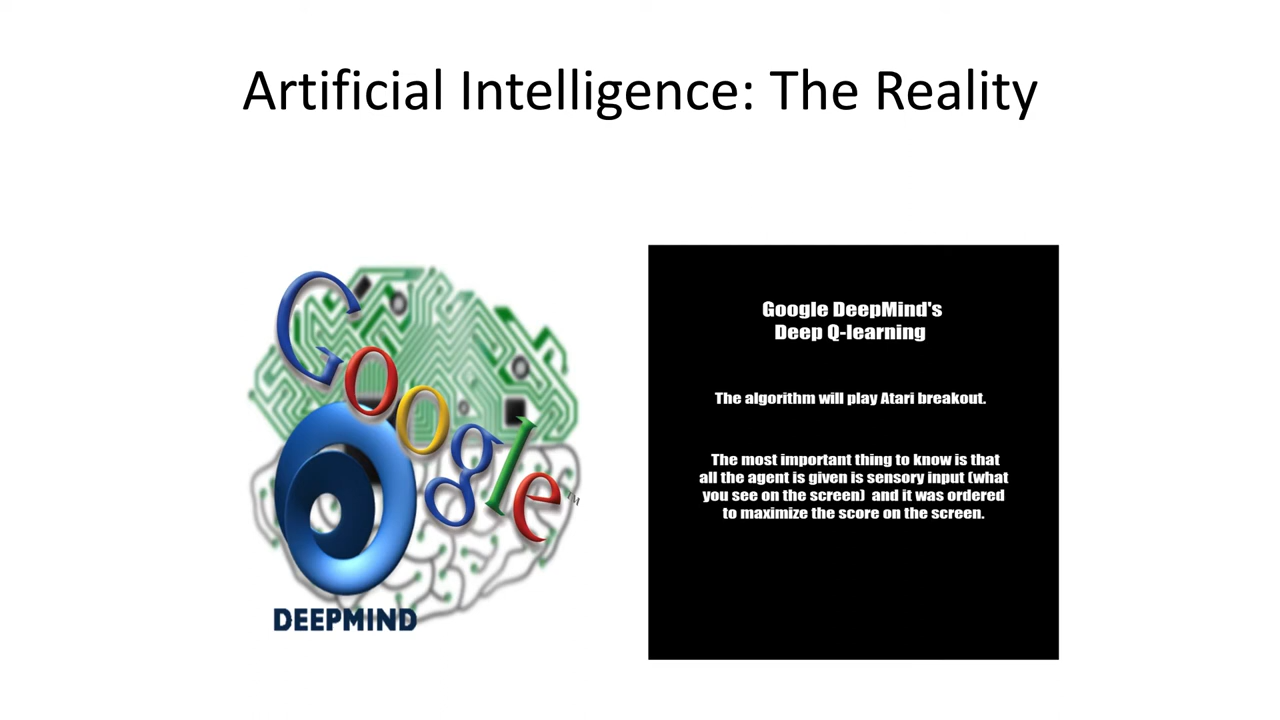 Artificial Intelligence: The Reality
Google™
DEEPMIND
Google DeepMind's
Deep Q-learning
The algorithm will play Atari breakout.
The most important thing to know is that
all the agent is given is sensory input (what
you see on the screen) and it was ordered
to maximize the score on the screen.